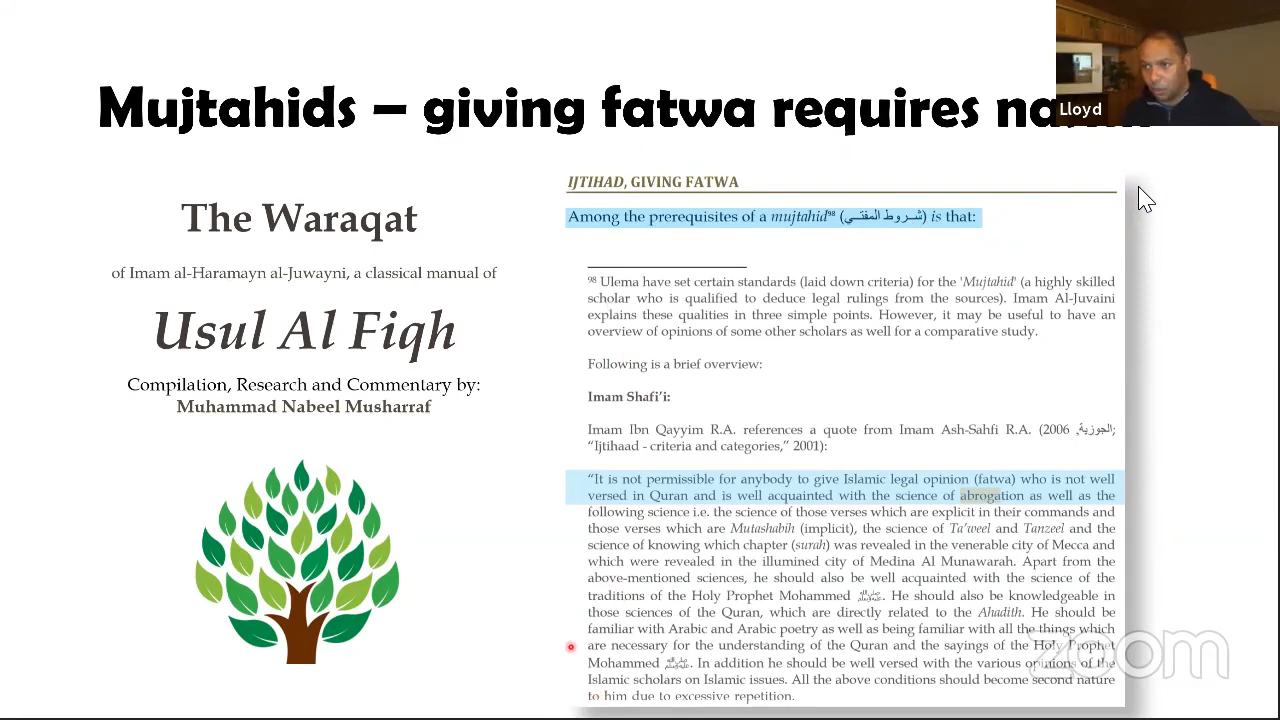 Mujtahids – giving fatwa requires
Lloyd
The Waraqat
of Imam al-Haramayn al-Juwayni, a classical manual of
Usul Al Fiqh
Compilation, Research and Commentary by:
Muhammad Nabeel Musharraf
IJTIHAD, GIVING FATWA
Among the prerequisites of a mujtahid⁹⁸ (شروط المفتي) is that:
⁹⁸ Ulema have set certain standards (laid down criteria) for the 'Mujtahid' (a highly skilled
scholar who is qualified to deduce legal rulings from the sources). Imam Al-Juvaini
explains these qualities in three simple points. However, it may be useful to have an
overview of opinions of some other scholars as well for a comparative study.
Following is a brief overview:
Imam Shafi'i:
Imam Ibn Qayyim R.A. references a quote from Imam Ash-Sahfi R.A. (2006 ,الجوزية;
"Ijtihaad - criteria and categories," 2001):
"It is not permissible for anybody to give Islamic legal opinion (fatwa) who is not well
versed in Quran and is well acquainted with the science of abrogation as well as the
following science i.e. the science of those verses which are explicit in their commands and
those verses which are Mutashabih (implicit), the science of Ta'weel and Tanzeel and the
science of knowing which chapter (surah) was revealed in the venerable city of Mecca and
which were revealed in the illumined city of Medina Al Munawarah. Apart from the
above-mentioned sciences, he should also be well acquainted with the science of the
traditions of the Holy Prophet Mohammed ﷺ. He should also be knowledgeable in
those sciences of the Quran, which are directly related to the Ahadith. He should be
familiar with Arabic and Arabic poetry as well as being familiar with all the things which
are necessary for the understanding of the Quran and the sayings of the Holy Prophet
Mohammed ﷺ. In addition he should be well versed with the various opinions of the
Islamic scholars on Islamic issues. All the above conditions should become second nature
to him due to excessive repetition.
zoom